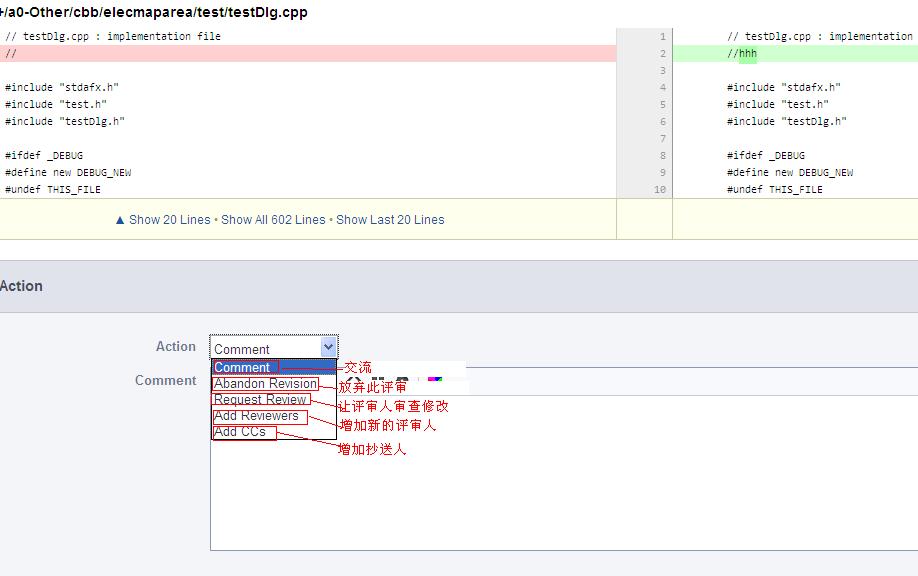 +/a0-Other/cbb/elecmaparea/test/testDlg.cpp
// testDlg.cpp : implementation file 1 // testDlg.cpp : implementation
// 2 //hhh
3
#include "stdafx.h" 4 #include "stdafx.h"
#include "test.h" 5 #include "test.h"
#include "testDlg.h" 6 #include "testDlg.h"
7
#ifdef _DEBUG 8 #ifdef _DEBUG
#define new DEBUG_NEW 9 #define new DEBUG_NEW
#undef THIS_FILE 10 #undef THIS_FILE
▲ Show 20 Lines • Show All 602 Lines • Show Last 20 Lines
Action
Action Comment
Comment 交流
Comment
Abandon Revision 放弃此评审
Request Review 让评审人审查修改
Add Reviewers 增加新的评审人
Add CCs 增加抄送人